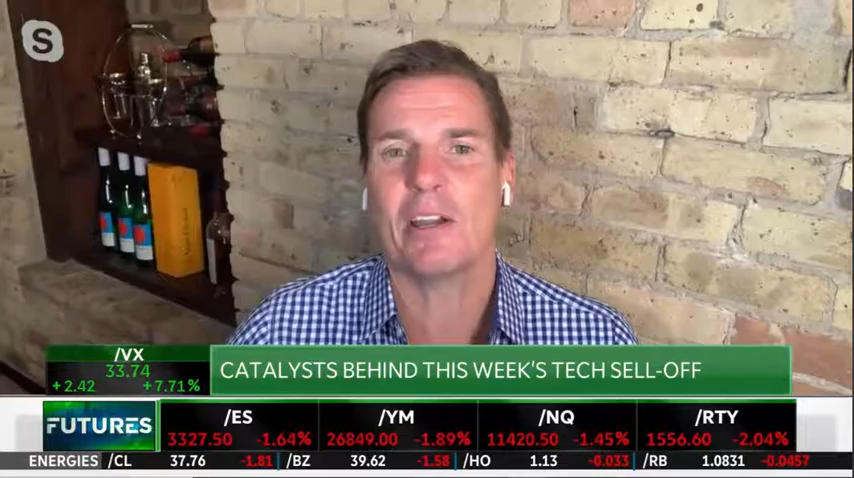 S
/VX
33.74
+2.42 +7.71%
CATALYSTS BEHIND THIS WEEK'S TECH SELL-OFF
FUTURES
/ES /YM /NQ /RTY
3327.50 -1.64% 26849.00 -1.89% 11420.50 -1.45% 1556.60 -2.04%
ENERGIES /CL 37.76 -1.81 /BZ 39.62 -1.58 /HO 1.13 -0.033 /RB 1.0831 -0.0457